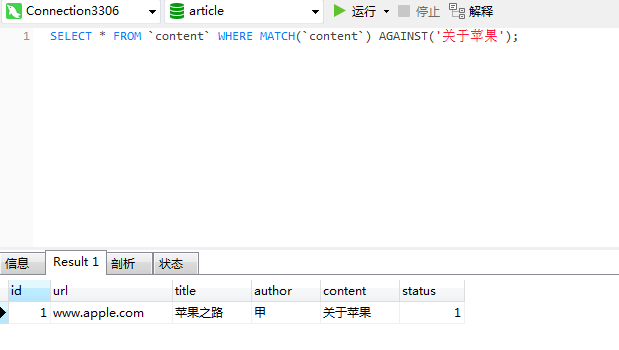 Connection3306 article 运行 停止 解释
1 SELECT * FROM `content` WHERE MATCH(`content`) AGAINST('关于苹果');
信息 Result 1 剖析 状态
id url title author content status
1 www.apple.com 苹果之路 甲 关于苹果 1